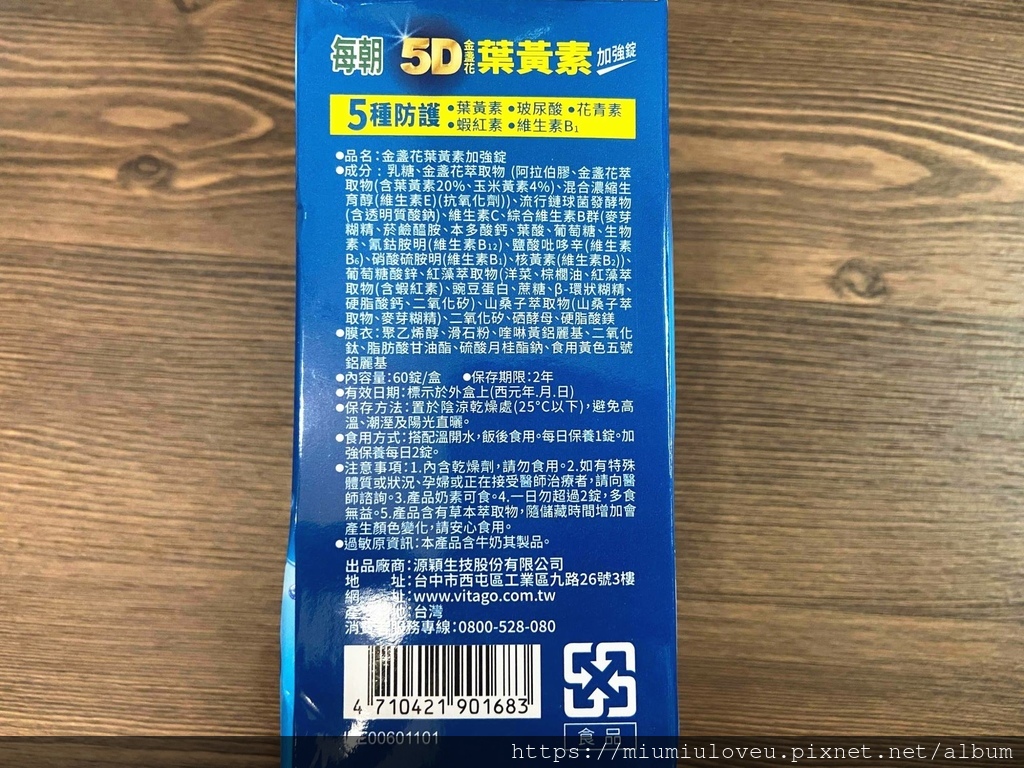 每朝 5D 金盞花 葉黃素 加強錠
5種防護 •葉黃素 •玻尿酸 •花青素
•蝦紅素 •維生素B1
●品名:金盞花葉黃素加強錠
●成分:乳糖、金盞花萃取物 (阿拉伯膠、金盞花萃
取物(含葉黃素20%、玉米黃素4%)、混合濃縮生
育醇(維生素E)(抗氧化劑))、流行鏈球菌發酵物
(含透明質酸鈉)、維生素C、綜合維生素B群(麥芽
糊精、菸鹼醯胺、本多酸鈣、葉酸、葡萄糖、生物
素、氰鈷胺明(維生素B12)、鹽酸吡哆辛(維生素
B6)、硝酸硫胺明(維生素B1)、核黃素(維生素B2))、
葡萄糖酸鋅、紅藻萃取物(洋菜、棕櫚油、紅藻萃
取物(含蝦紅素)、豌豆蛋白、蔗糖、β-環狀糊精、
硬脂酸鈣、二氧化矽)、山桑子萃取物(山桑子萃
取物、麥芽糊精)、二氧化矽、硒酵母、硬脂酸鎂
●膜衣:聚乙烯醇、滑石粉、喹啉黃鋁麗基、二氧化
鈦、脂肪酸甘油酯、硫酸月桂酯鈉、食用黃色五號
鋁麗基
●內容量:60錠/盒 ●保存期限:2年
●有效日期:標示於外盒上(西元年.月.日)
●保存方法:置於陰涼乾燥處(25°C以下),避免高
溫、潮溼及陽光直曬。
●食用方式:搭配溫開水,飯後食用。每日保養1錠。加
強保養每日2錠。
●注意事項:1.內含乾燥劑,請勿食用。2.如有特殊
體質或狀況、孕婦或正在接受醫師治療者,請向醫
師諮詢。3.產品奶素可食。4.一日勿超過2錠,多食
無益。5.產品含有草本萃取物,隨儲藏時間增加會
產生顏色變化,請安心食用。
●過敏原資訊:本產品含牛奶其製品。
出品廠商:源穎生技股份有限公司
地 址:台中市西屯區工業區九路26號3樓
網 址:www.vitago.com.tw
產 地:台灣
消費 服務專線:0800-528-080
4 710421 901683
E00601101
食品
https://miumiuloveu.pixnet.net/album